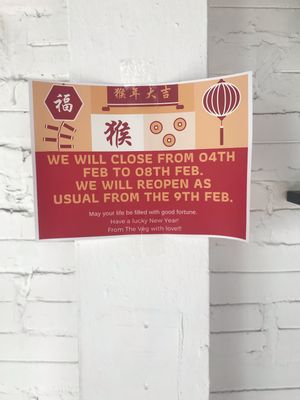 猴年大吉
福
猴
WE WILL CLOSE FROM 04TH
FEB TO 08TH FEB.
WE WILL REOPEN AS
USUAL FROM THE 9TH FEB.
May your life be filled with good fortune.
Have a lucky New Year!
From The Veg with love!!